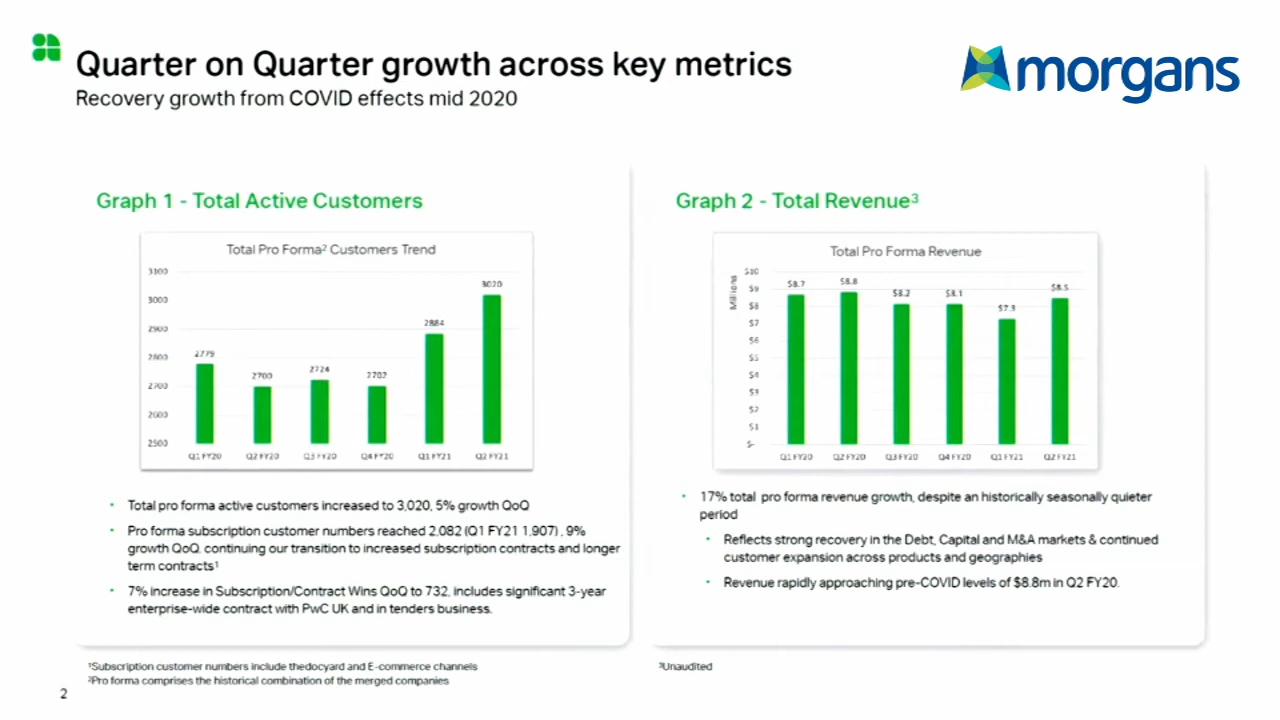 Quarter on Quarter growth across key metrics
Recovery growth from COVID effects mid 2020
morgans
Graph 1 - Total Active Customers
Total Pro Forma² Customers Trend
3100
3000
2900
2800
2700
2600
2500
2779
2700
2724
2702
2884
3020
Q1 FY20 Q2 FY20 Q3 FY20 Q4 FY20 Q1 FY21 Q2 FY21
• Total pro forma active customers increased to 3,020, 5% growth QoQ
• Pro forma subscription customer numbers reached 2,082 (Q1 FY21 1,907) , 9%
growth QoQ, continuing our transition to increased subscription contracts and longer
term contracts¹
• 7% increase in Subscription/Contract Wins QoQ to 732, includes significant 3-year
enterprise-wide contract with PwC UK and in tenders business.
Graph 2 - Total Revenue³
Total Pro Forma Revenue
Millions
$10
$9
$8
$7
$6
$5
$4
$3
$2
$1
$-
$8.7
$8.8
$8.2
$8.1
$7.3
$8.5
Q1 FY20 Q2 FY20 Q3 FY20 Q4 FY20 Q1 FY21 Q2 FY21
• 17% total pro forma revenue growth, despite an historically seasonally quieter
period
• Reflects strong recovery in the Debt, Capital and M&A markets & continued
customer expansion across products and geographies
• Revenue rapidly approaching pre-COVID levels of $8.8m in Q2 FY20.
¹Subscription customer numbers include thedocyard and E-commerce channels
²Pro forma comprises the historical combination of the merged companies
³Unaudited
2